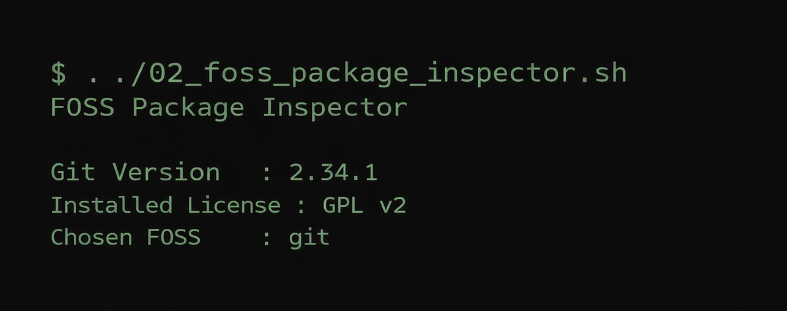 $ . ./02_foss_package_inspector.sh
FOSS Package Inspector
Git Version : 2.34.1
Installed License : GPL v2
Chosen FOSS : git